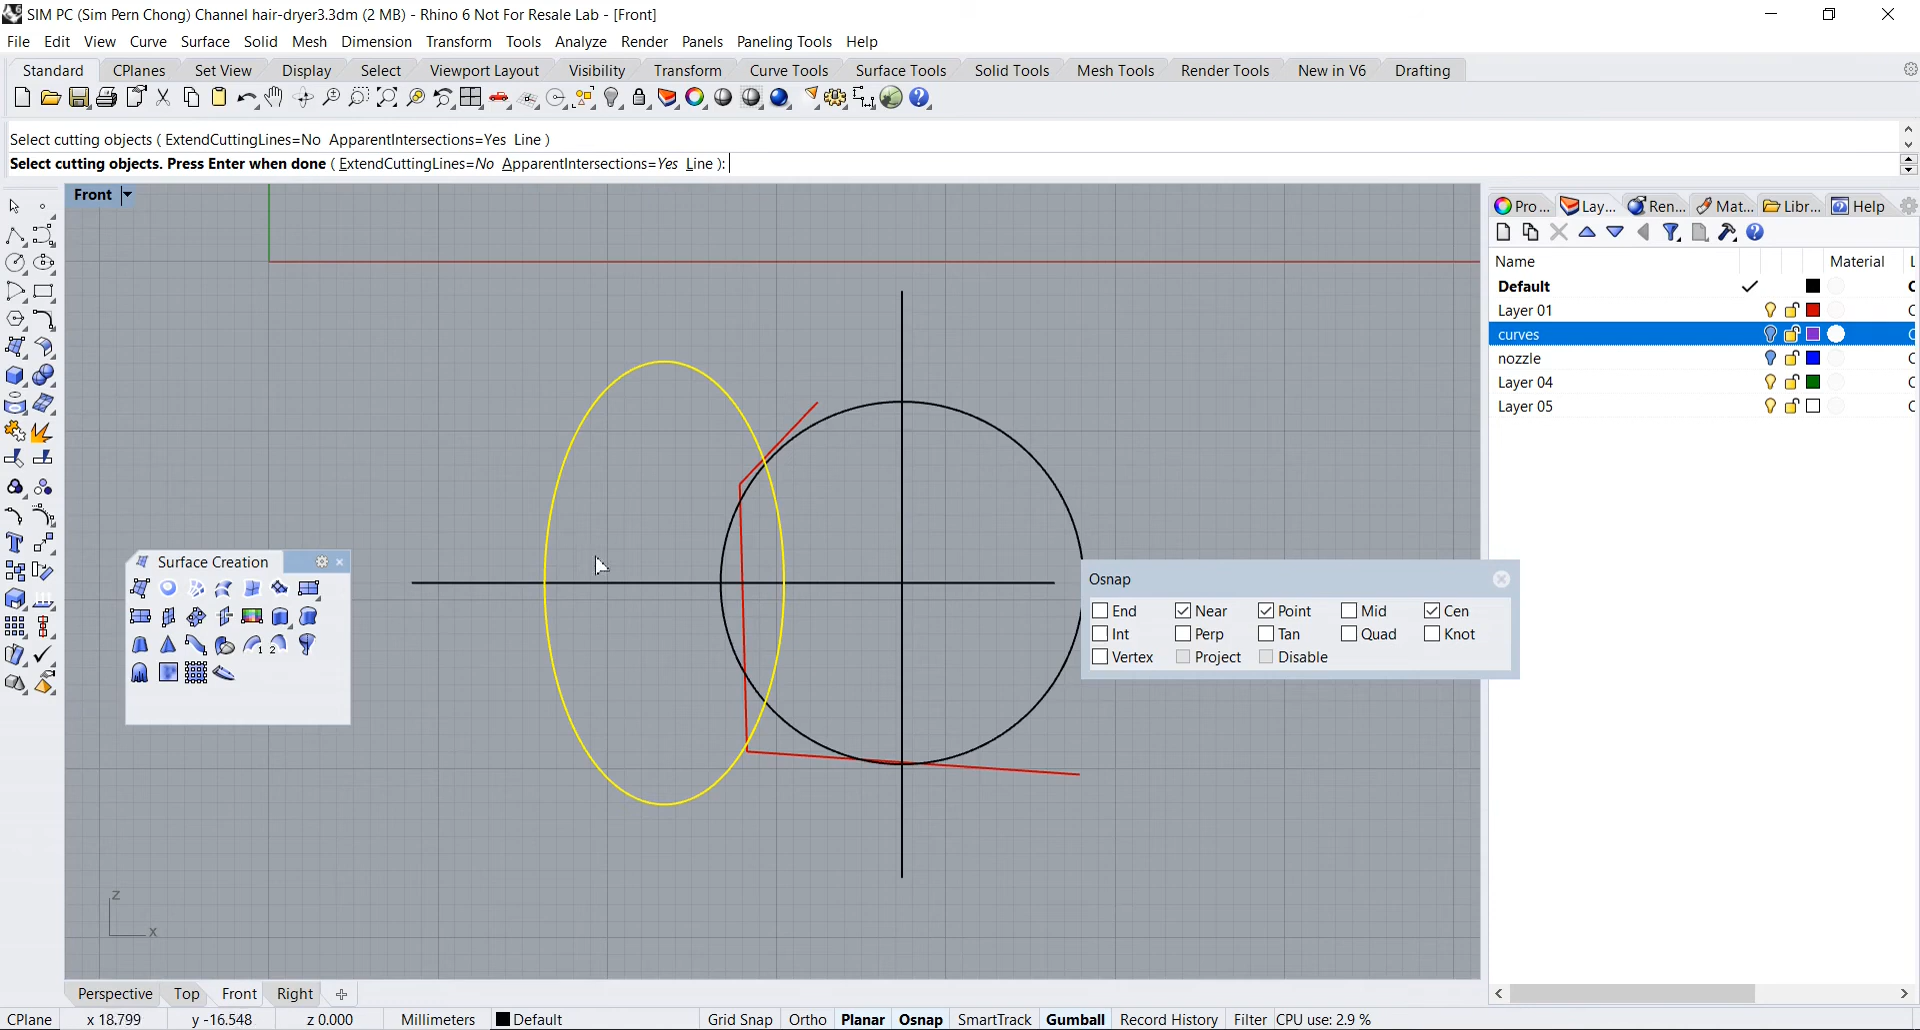 SIM PC (Sim Pern Chong) Channel hair-dryer3.3dm (2 MB) - Rhino 6 Not For Resale Lab - [Front]
File Edit View Curve Surface Solid Mesh Dimension Transform Tools Analyze Render Panels Paneling Tools Help
Standard CPlanes Set View Display Select Viewport Layout Visibility Transform Curve Tools Surface Tools Solid Tools Mesh Tools Render Tools New in V6 Drafting
Select cutting objects ( ExtendCuttingLines=No ApparentIntersections=Yes Line )
Select cutting objects. Press Enter when done ( ExtendCuttingLines=No ApparentIntersections=Yes Line ):
Front
Pro... Lay... Ren... Mat... Libr... Help
Name Material L
Default
Layer 01
curves
nozzle
Layer 04
Layer 05
Surface Creation
Osnap
End Near Point Mid Cen
Int Perp Tan Quad Knot
Vertex Project Disable
z
x
Perspective Top Front Right
CPlane x 18.799 y -16.548 z 0.000 Millimeters Default Grid Snap Ortho Planar Osnap SmartTrack Gumball Record History Filter CPU use: 2.9 %